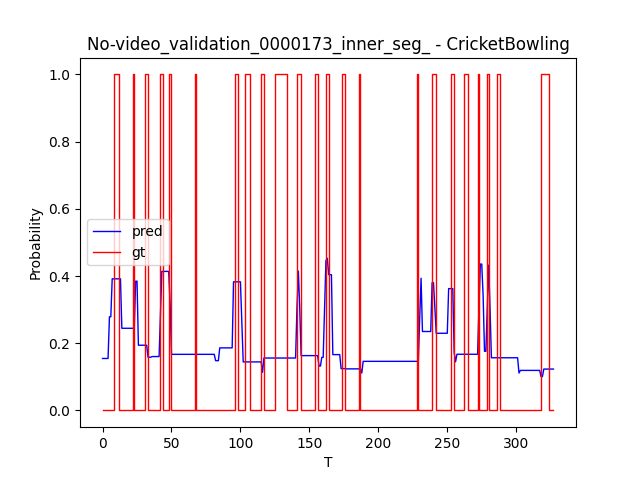 No-video_validation_0000173_inner_seg_ - CricketBowling
1.0
0.8
0.6
0.4
0.2
0.0
Probability
pred
gt
0 50 100 150 200 250 300
T